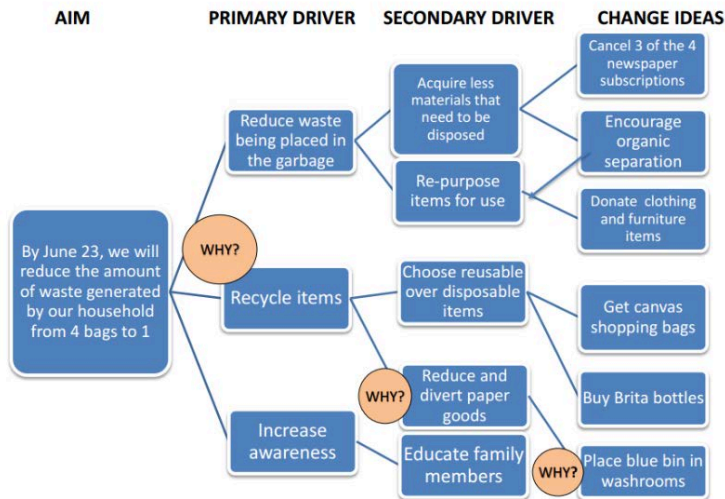 AIM
PRIMARY DRIVER
SECONDARY DRIVER
CHANGE IDEAS
By June 23, we will
reduce the amount
of waste generated
by our household
from 4 bags to 1
WHY?
Reduce waste
being placed in
the garbage
Recycle items
Increase
awareness
Acquire less
materials that
need to be
disposed
Re-purpose
items for use
Choose reusable
over disposable
items
WHY?
Reduce and
divert paper
goods
Educate family
members
Cancel 3 of the 4
newspaper
subscriptions
Encourage
organic
separation
Donate clothing
and furniture
items
Get canvas
shopping bags
Buy Brita bottles
WHY?
Place blue bin in
washrooms